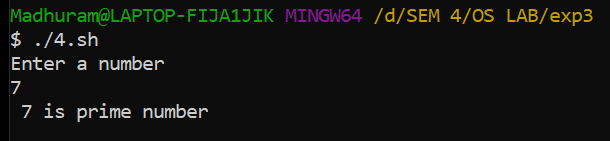 Madhuram@LAPTOP-FIJA1JIK MINGW64 /d/SEM 4/OS LAB/exp3
$ ./4.sh
Enter a number
7
 7 is prime number